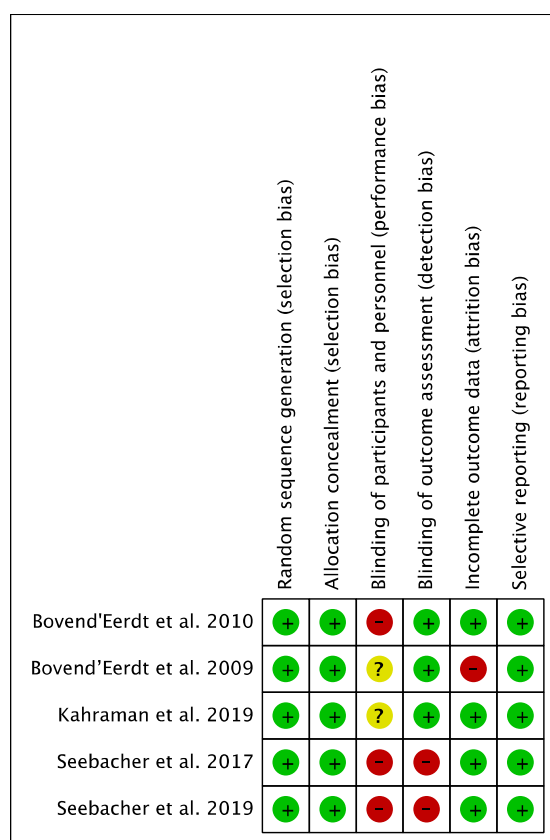 Random sequence generation (selection bias)
Allocation concealment (selection bias)
Blinding of participants and personnel (performance bias)
Blinding of outcome assessment (detection bias)
Incomplete outcome data (attrition bias)
Selective reporting (reporting bias)
Bovend'Eerdt et al. 2010 + + - + + +
Bovend’Eerdt et al. 2009 + + ? + - +
Kahraman et al. 2019 + + ? + + +
Seebacher et al. 2017 + + - - + +
Seebacher et al. 2019 + + - - + +